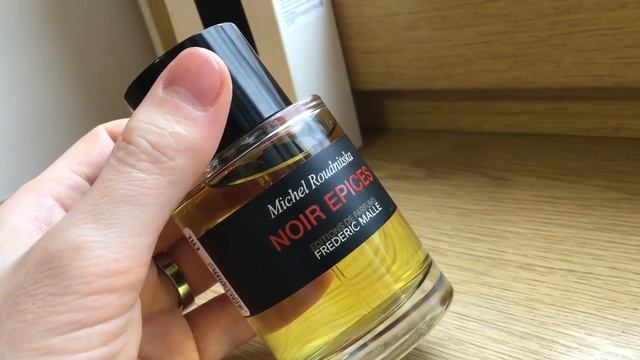 Michel Roudnitska
NOIR EPICES
EDITIONS DE PARFUMS
FREDERIC MALLE